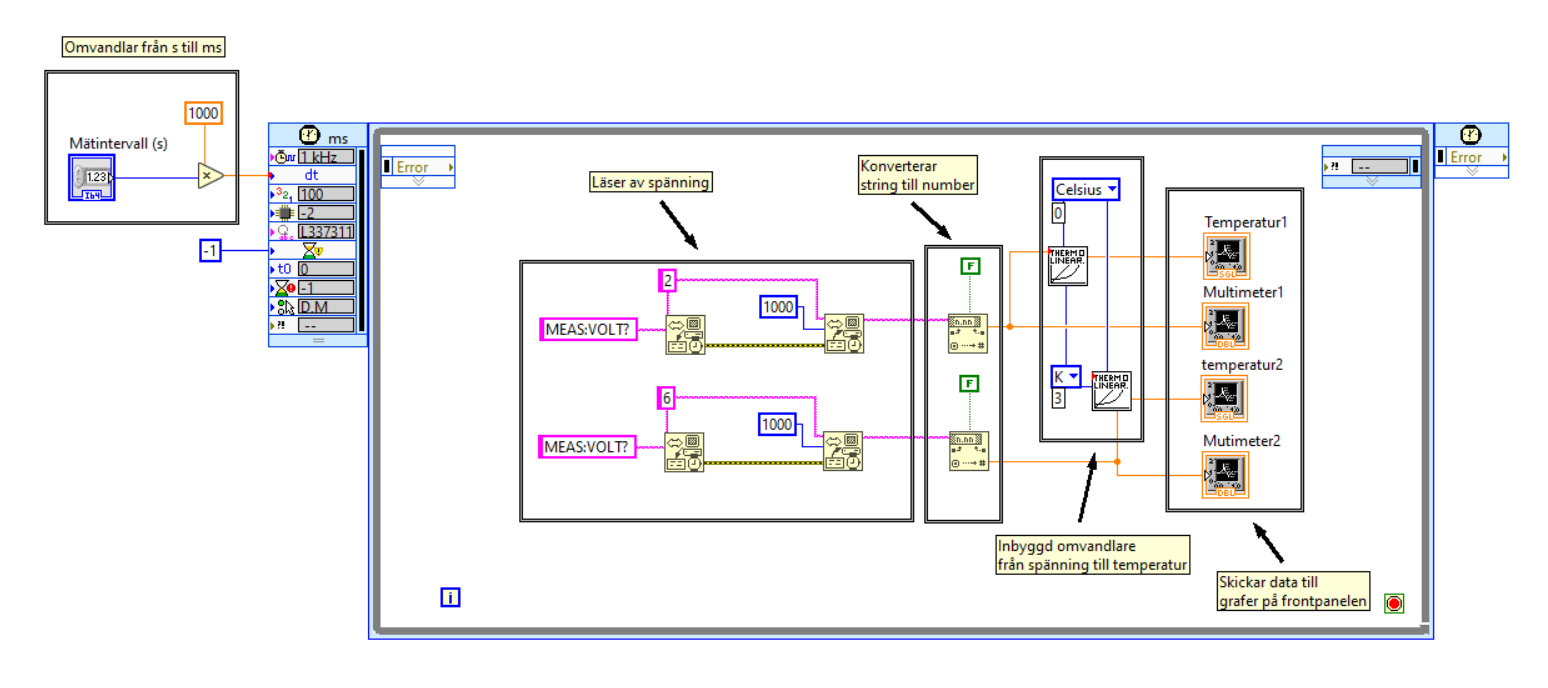 Omvandlar från s till ms
1000
Mätintervall (s)
1.23
I64
ms
1 kHz
dt
100
-2
L337311
-1
t0
0
-1
D.M
--
Error
Läser av spänning
Konverterar
string till number
2
MEAS:VOLT?
1000
F
n.nn
6
MEAS:VOLT?
1000
F
n.nn
Celsius
0
THERMO
LINEAR.
K
3
THERMO
LINEAR.
Temperatur1
SGL
Multimeter1
DBL
temperatur2
SGL
Mutimeter2
DBL
Inbyggd omvandlare
från spänning till temperatur
Skickar data till
grafer på frontpanelen
i
?! --
Error